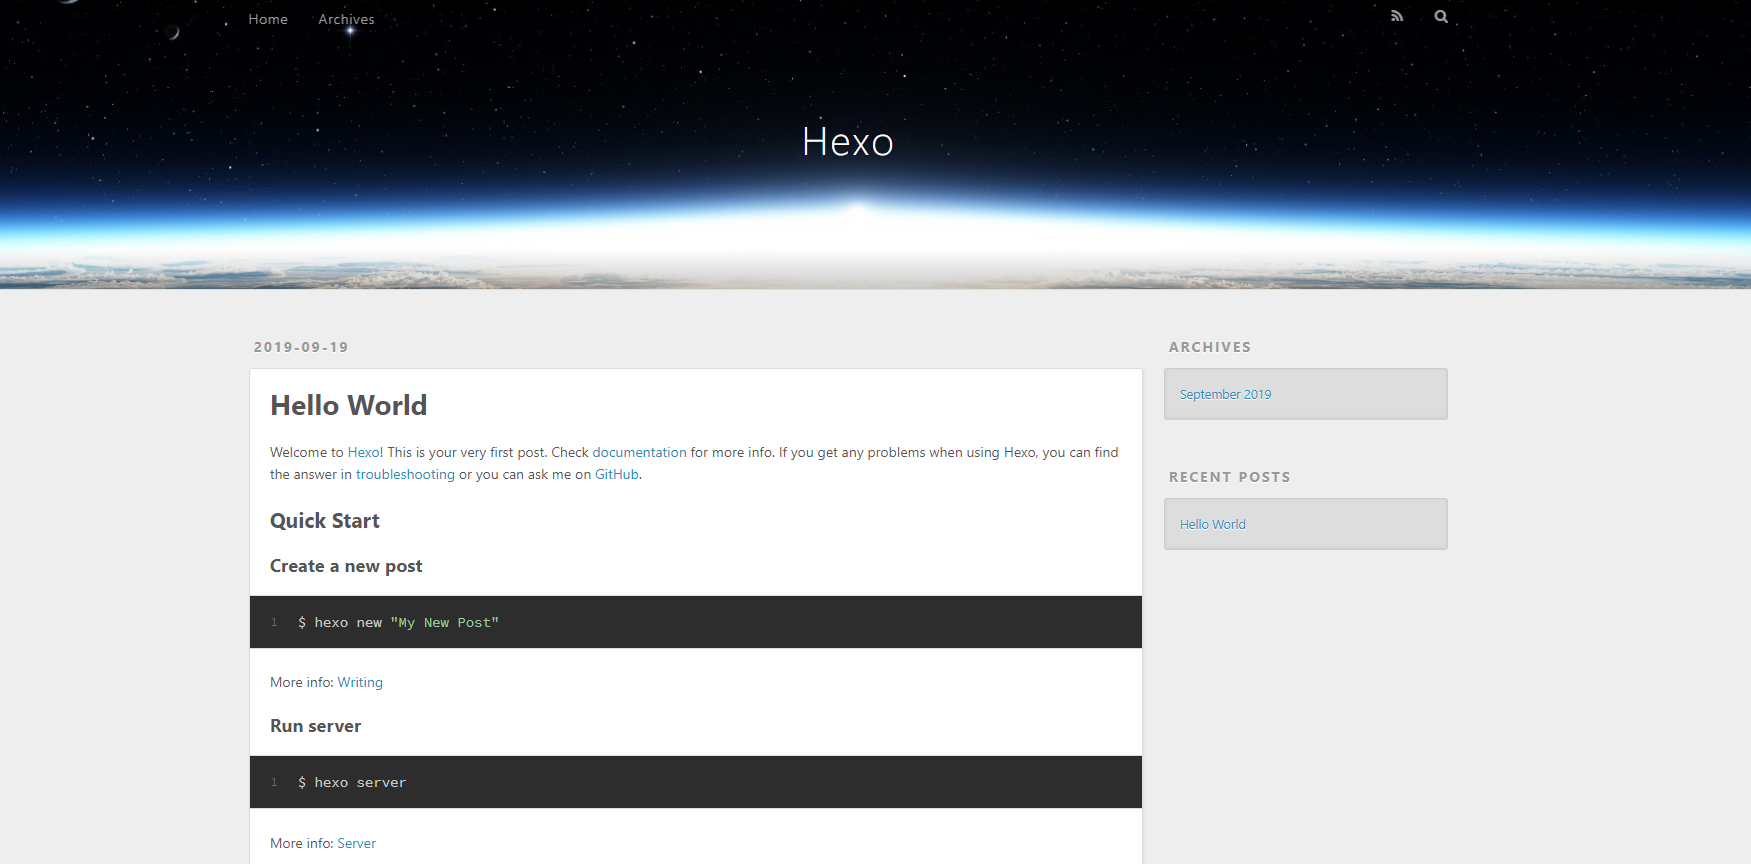 Home Archives
Hexo
2019-09-19
Hello World
Welcome to Hexo! This is your very first post. Check documentation for more info. If you get any problems when using Hexo, you can find
the answer in troubleshooting or you can ask me on GitHub.
Quick Start
Create a new post
1 $ hexo new "My New Post"
More info: Writing
Run server
1 $ hexo server
More info: Server
ARCHIVES
September 2019
RECENT POSTS
Hello World